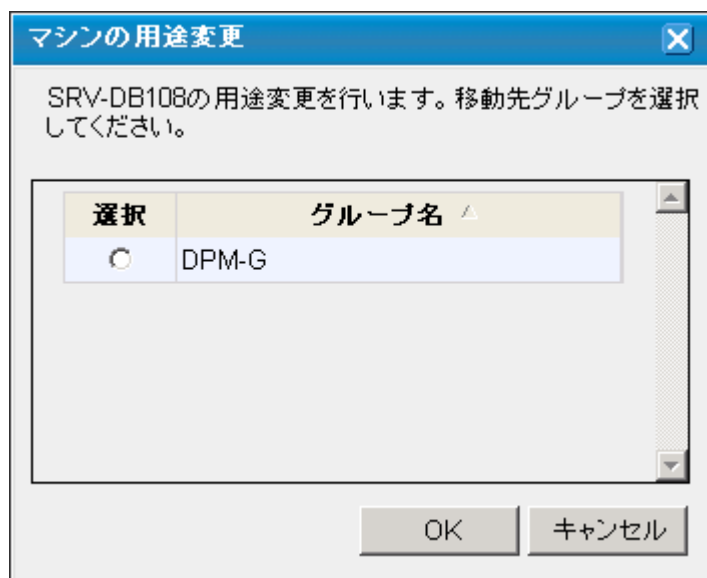 マシンの用途変更
SRV-DB108の用途変更を行います。移動先グループを選択
してください。
選択 グループ名
DPM-G
OK キャンセル